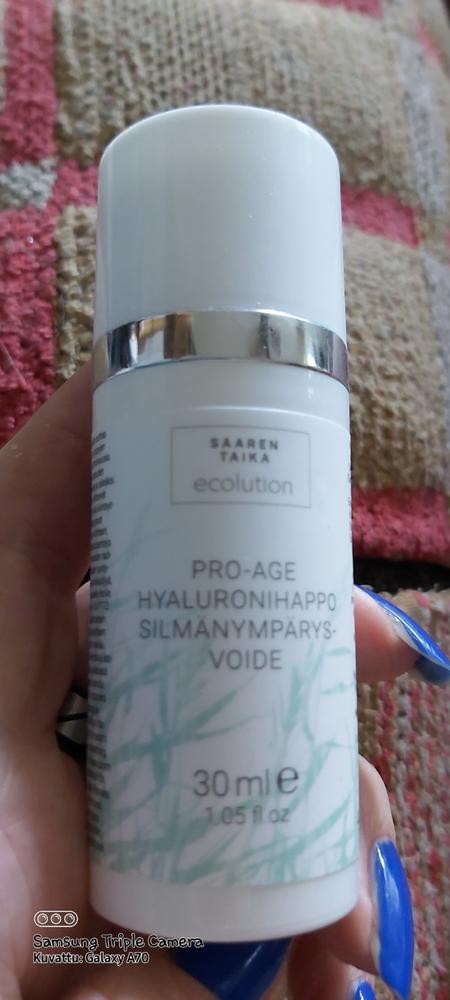 SAAREN
TAIKA
ecolution
PRO-AGE
HYALURONIHAPPO
SILMÄNYMPÄRYS-
VOIDE
30 ml e
1.05 fl.oz
Samsung Triple Camera
Kuvattu: Galaxy A70